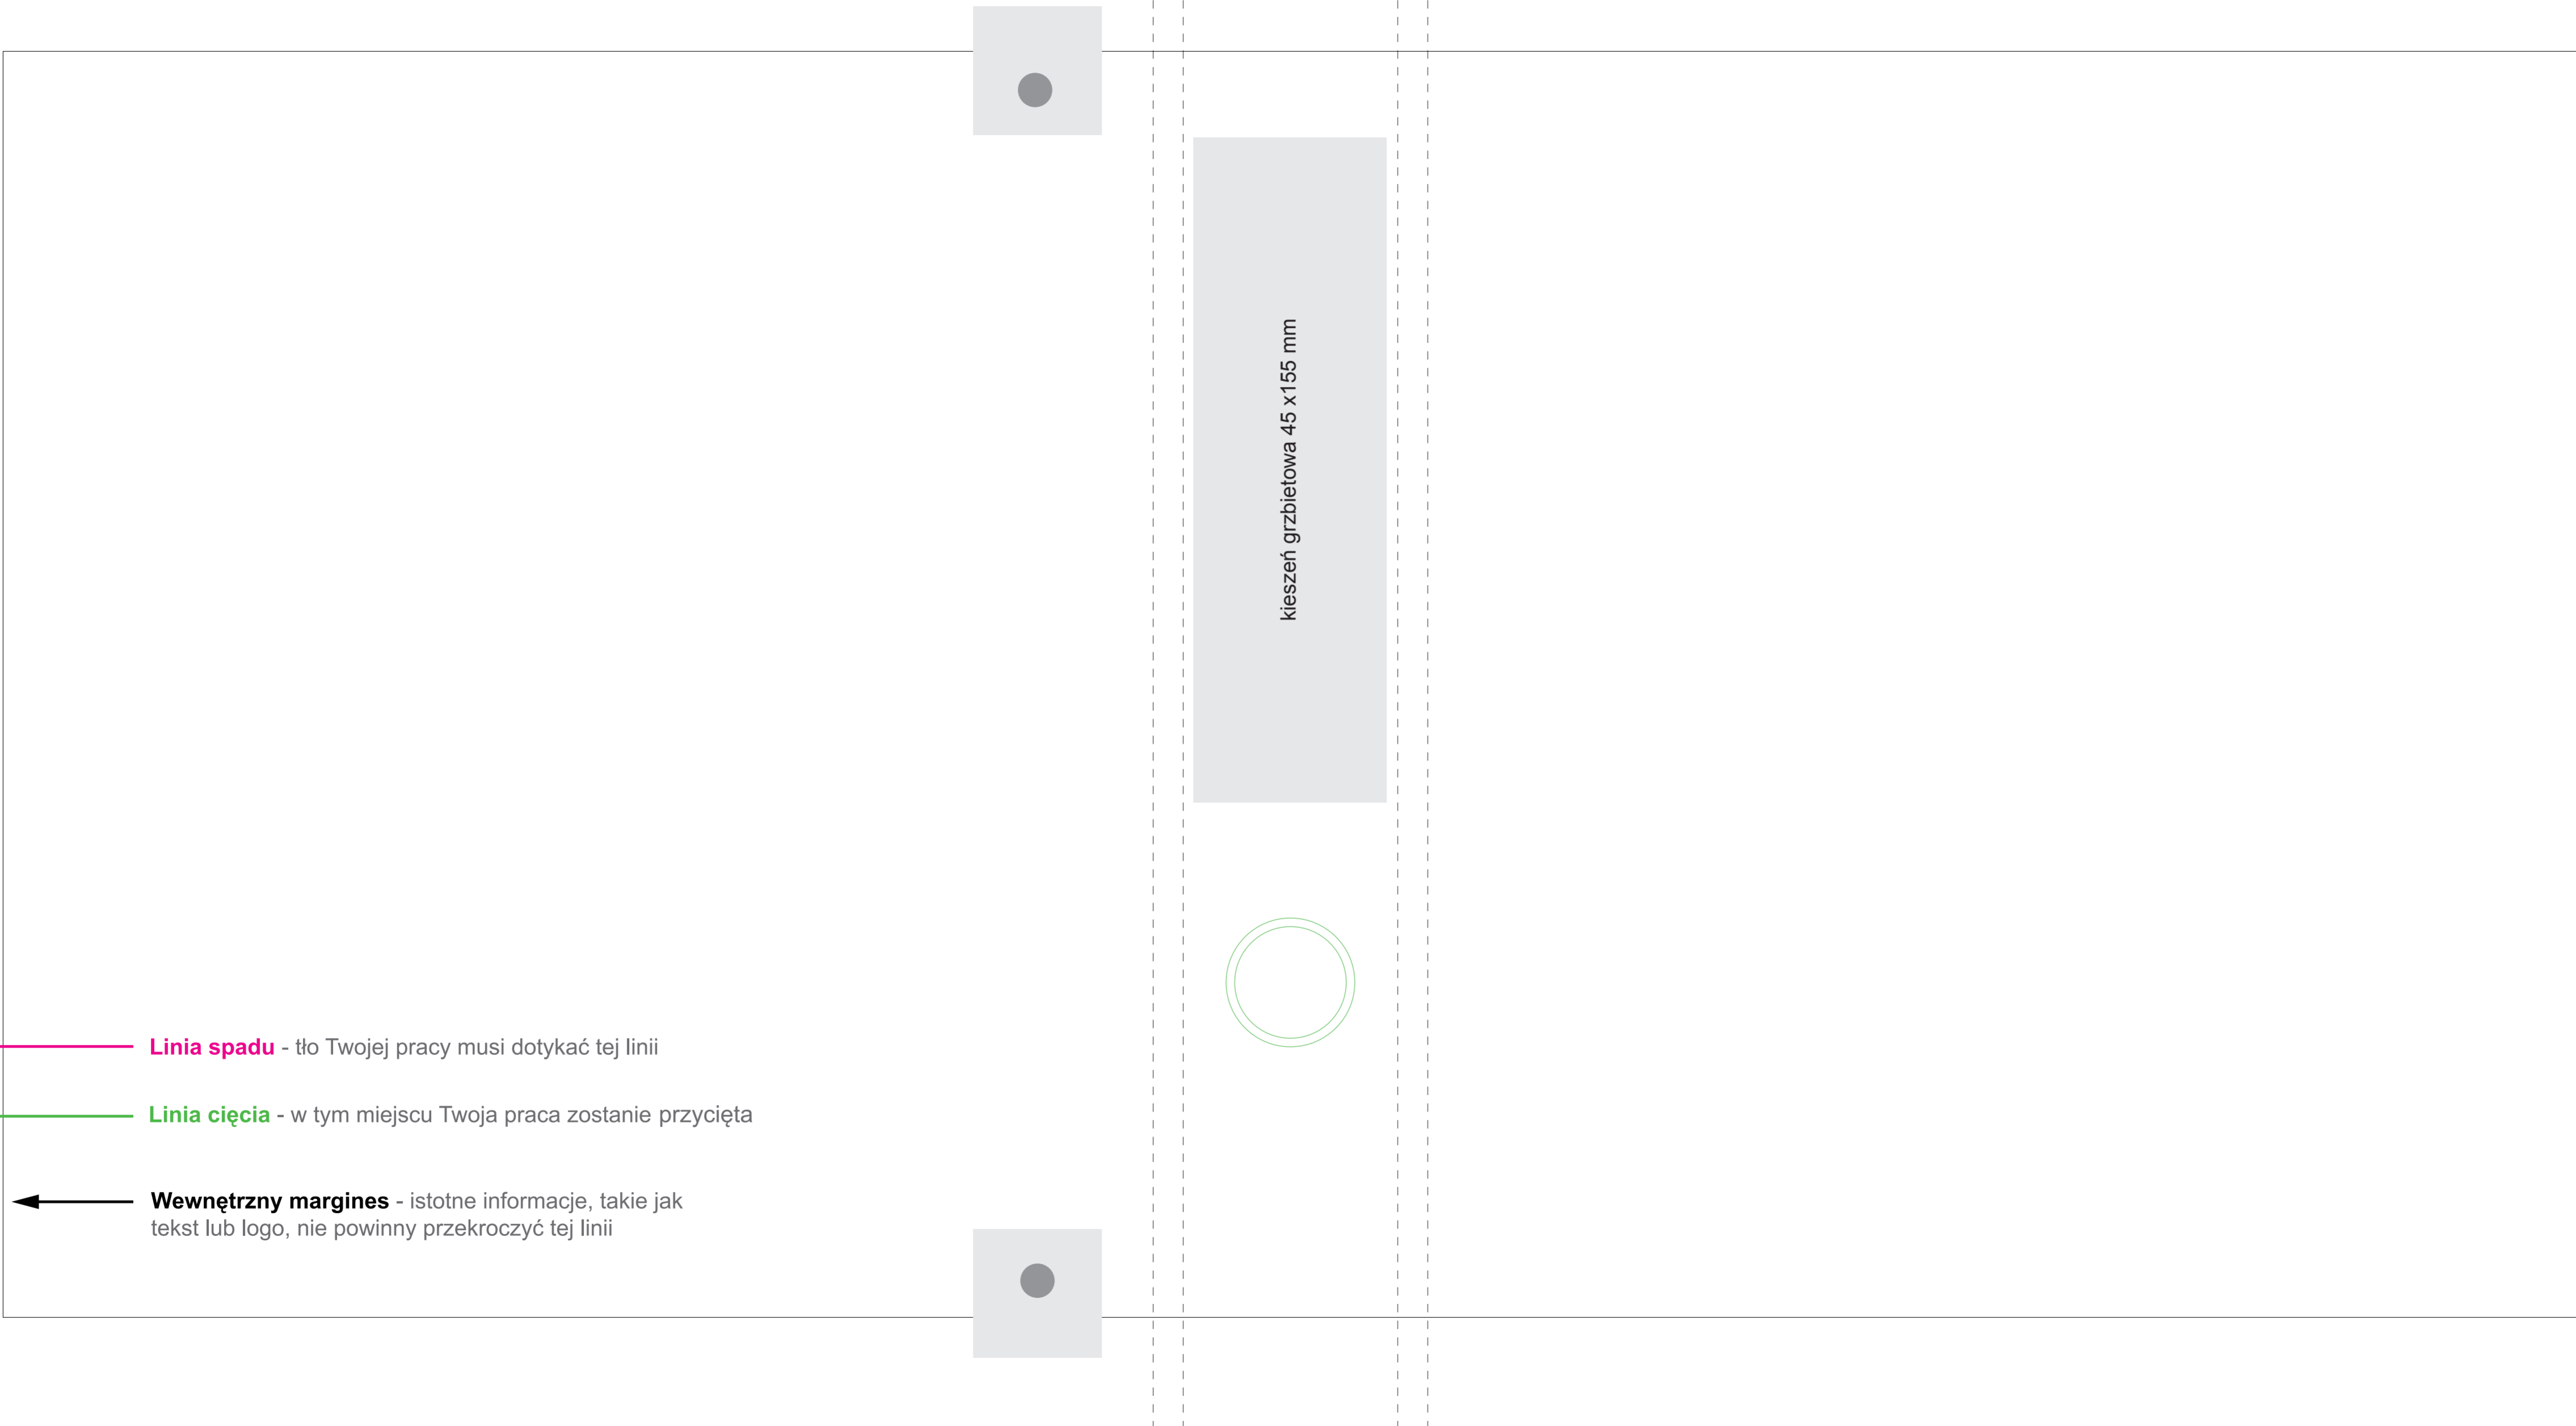 kieszeń grzbietowa 45 x155 mm
Linia spadu - tło Twojej pracy musi dotykać tej linii
Linia cięcia - w tym miejscu Twoja praca zostanie przycięta
Wewnętrzny margines - istotne informacje, takie jak
tekst lub logo, nie powinny przekroczyć tej linii